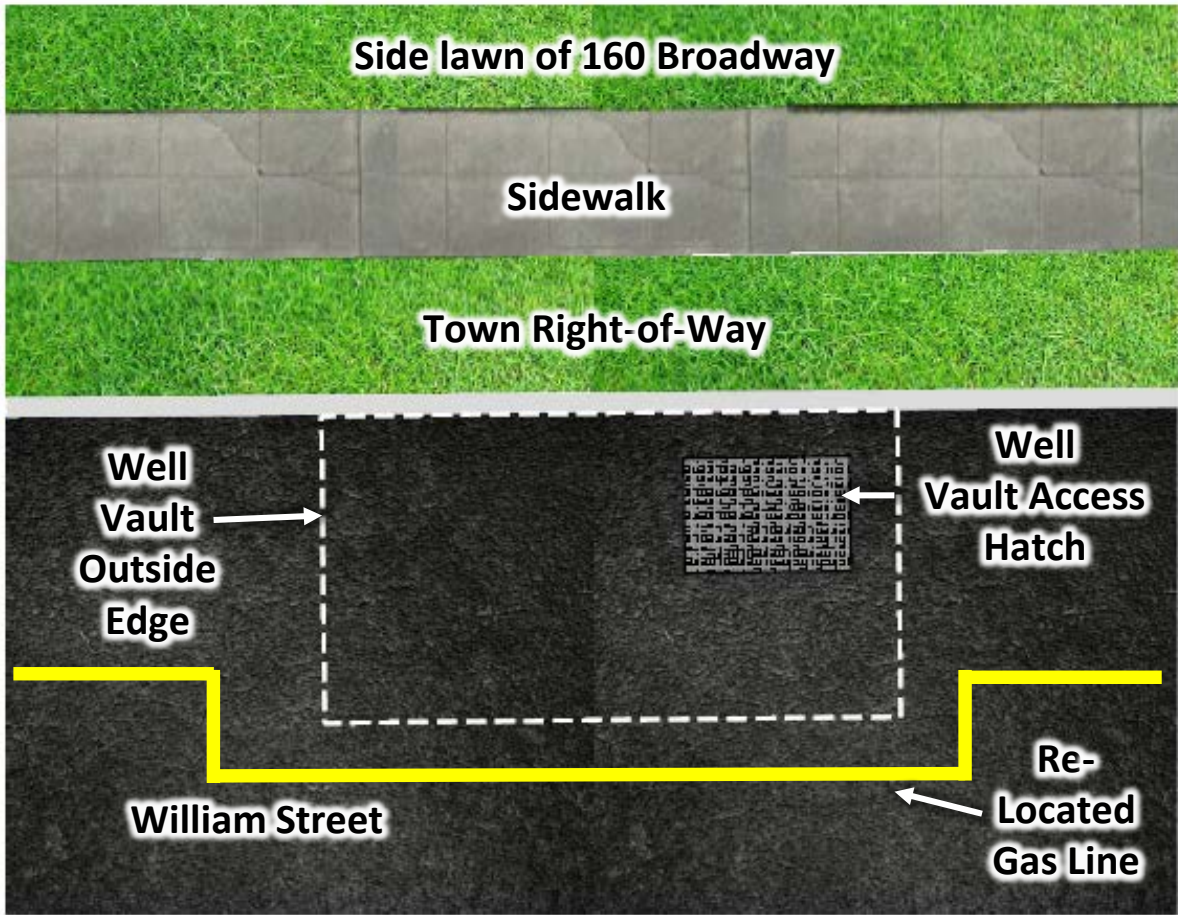 Side lawn of 160 Broadway
Sidewalk
Town Right-of-Way
Well
Vault
Outside
Edge
Well
Vault Access
Hatch
William Street
Re-
Located
Gas Line